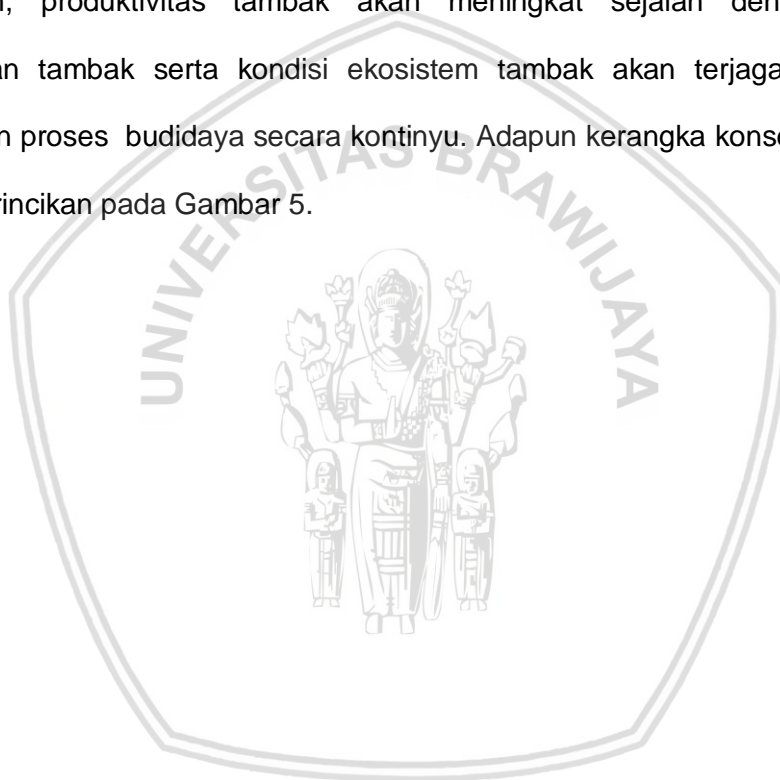 produktivitas tambak akan meningkat sejalan
tambak serta kondisi ekosistem tambak akan
proses budidaya secara kontinyu. Adapun kerangka
pada Gambar 5.
UNIVERSITAS BRAWIJAYA